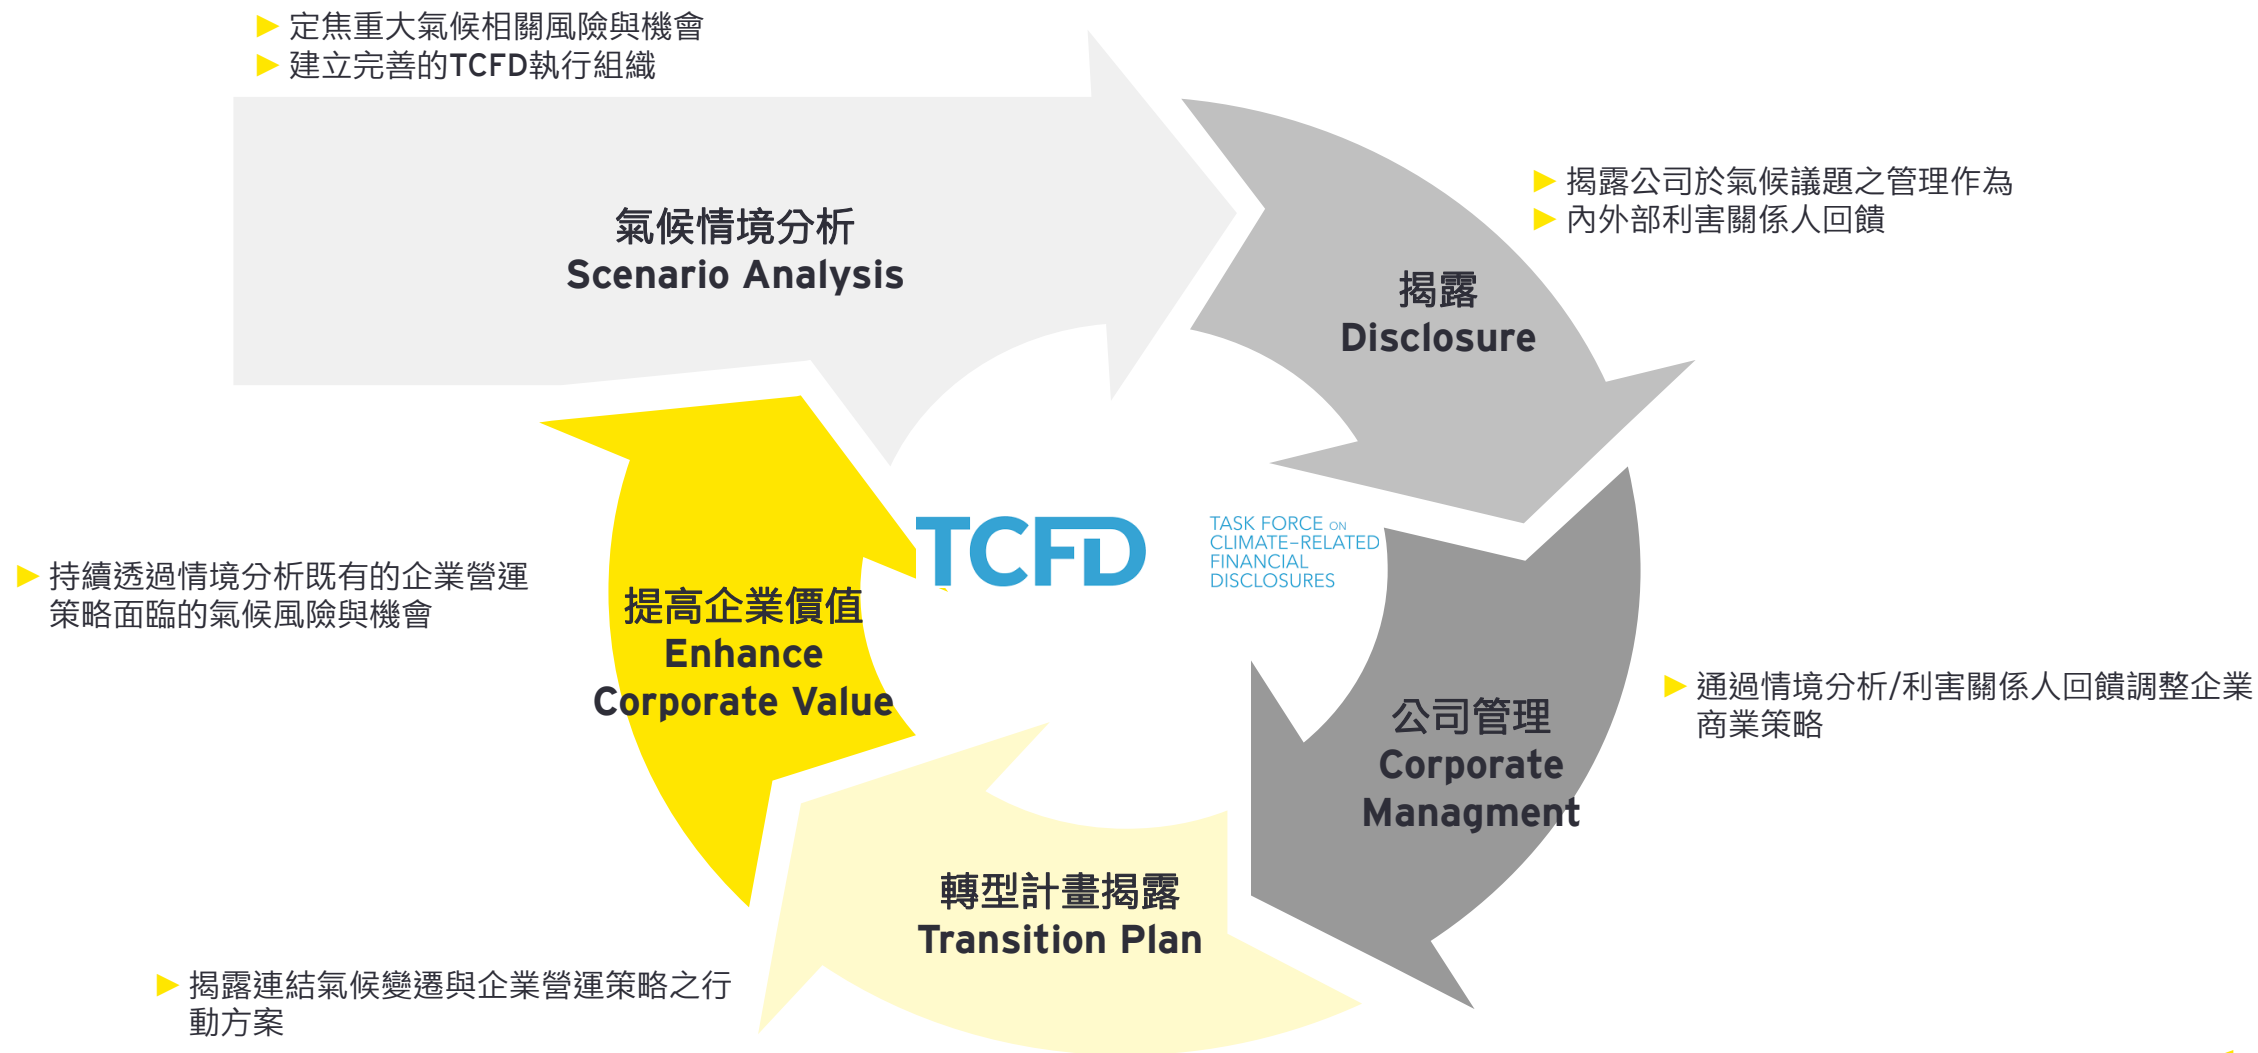 定焦重大氣候相關風險與機會
建立完善的TCFD執行組織
氣候情境分析
Scenario Analysis
揭露公司於氣候議題之管理作為
內外部利害關係人回饋
揭露
Disclosure
TCFD
TASK FORCE ON
CLIMATE-RELATED
FINANCIAL
DISCLOSURES
通過情境分析/利害關係人回饋調整企業
商業策略
公司管理
Corporate
Managment
轉型計畫揭露
Transition Plan
揭露連結氣候變遷與企業營運策略之行
動方案
提高企業價值
Enhance
Corporate Value
持續透過情境分析既有的企業營運
策略面臨的氣候風險與機會